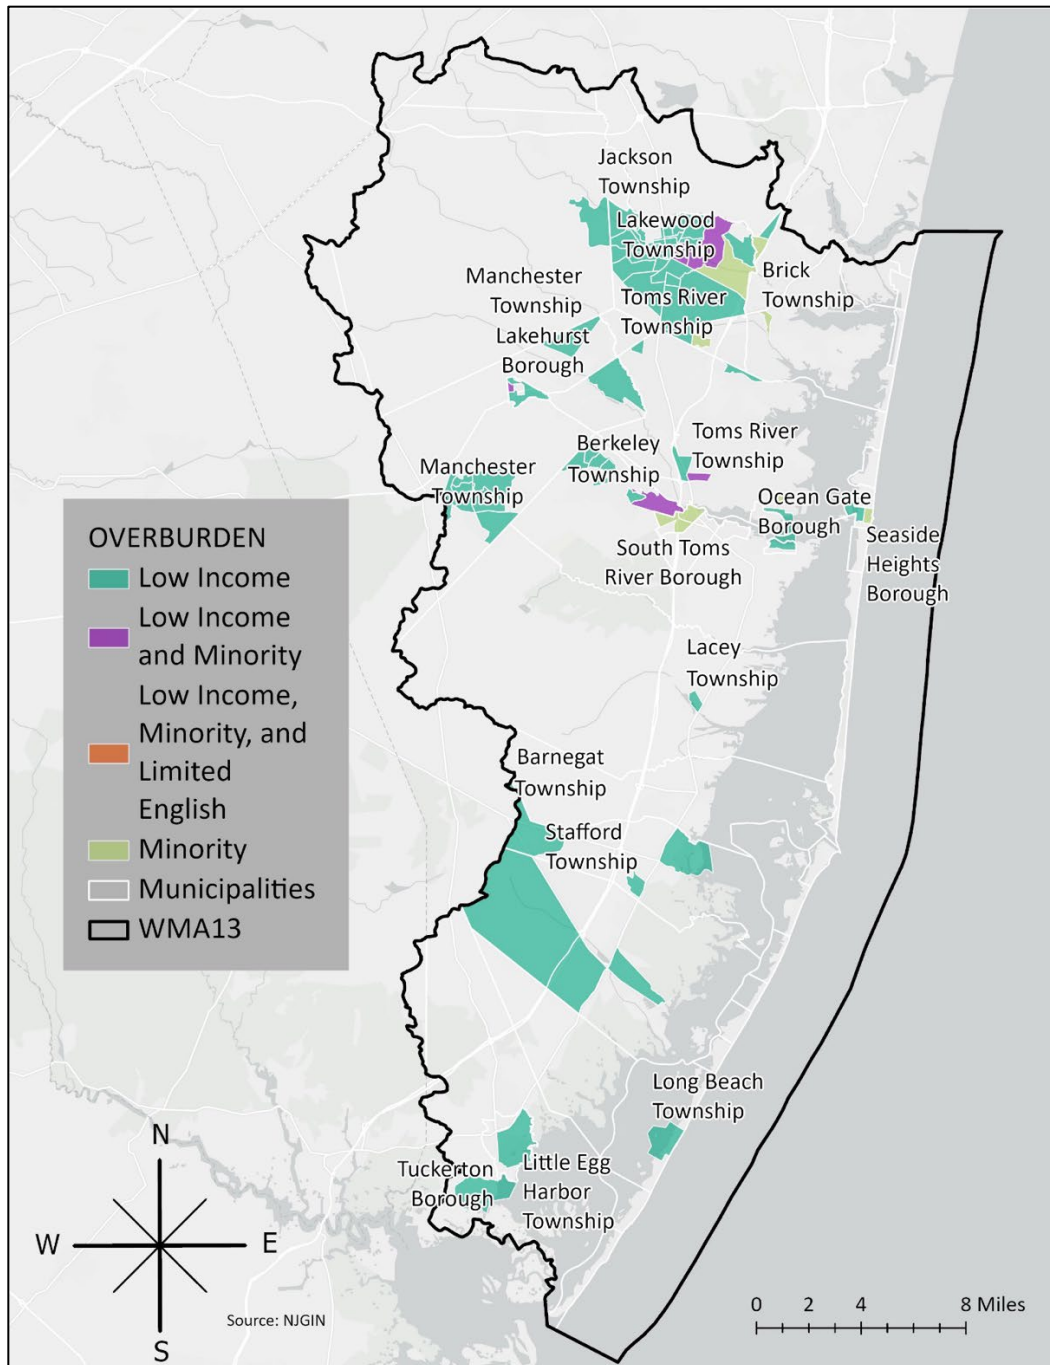 Jackson
Township
Lakewood
Township
Manchester
Township
Brick
Township
Toms River
Township
Lakehurst
Borough
Toms River
Township
Berkeley
Township
Manchester
Township
Ocean Gate
Borough
Seaside
Heights
Borough
South Toms
River Borough
Lacey
Township
Barnegat
Township
Stafford
Township
Long Beach
Township
Tuckerton
Borough
Little Egg
Harbor
Township
OVERBURDEN
Low Income
Low Income
and Minority
Low Income,
Minority, and
Limited
English
Minority
Municipalities
WMA13
N
W
E
S
Source: NJGIN
0 2 4 8 Miles